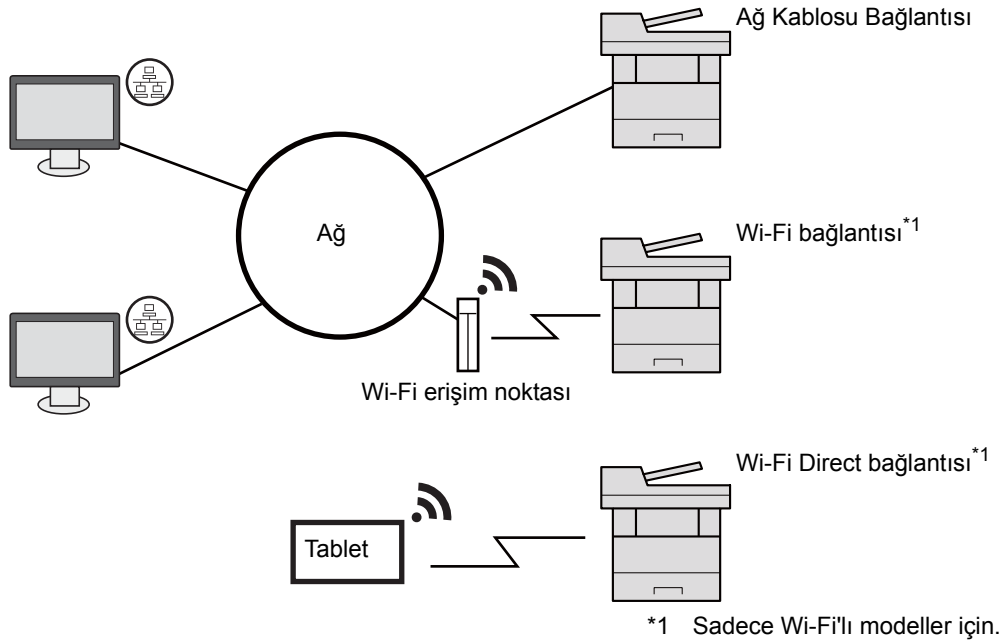 Ağ Kablosu Bağlantısı
Ağ
Wi-Fi bağlantısı*1
Wi-Fi erişim noktası
Wi-Fi Direct bağlantısı*1
Tablet
*1 Sadece Wi-Fi'lı modeller için.